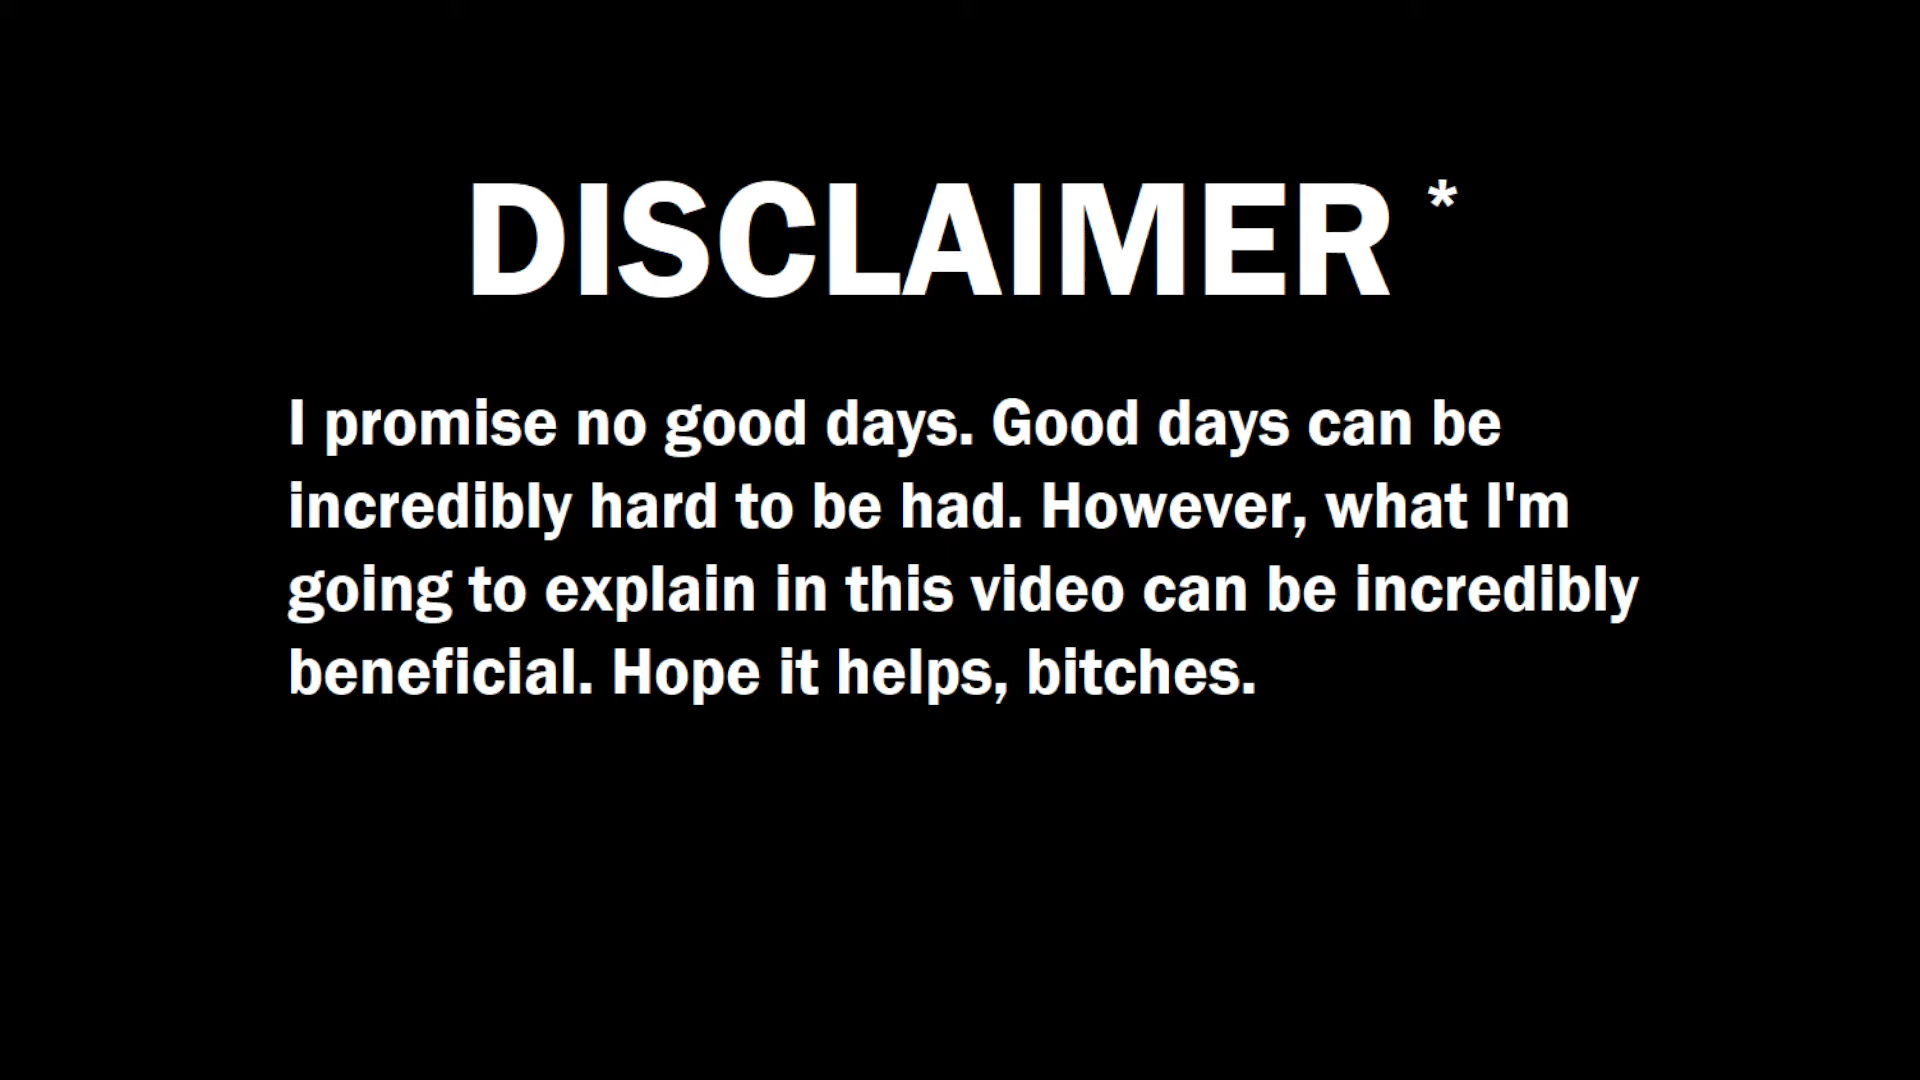 DISCLAIMER *
I promise no good days. Good days can be
incredibly hard to be had. However, what I'm
going to explain in this video can be incredibly
beneficial. Hope it helps, bitches.